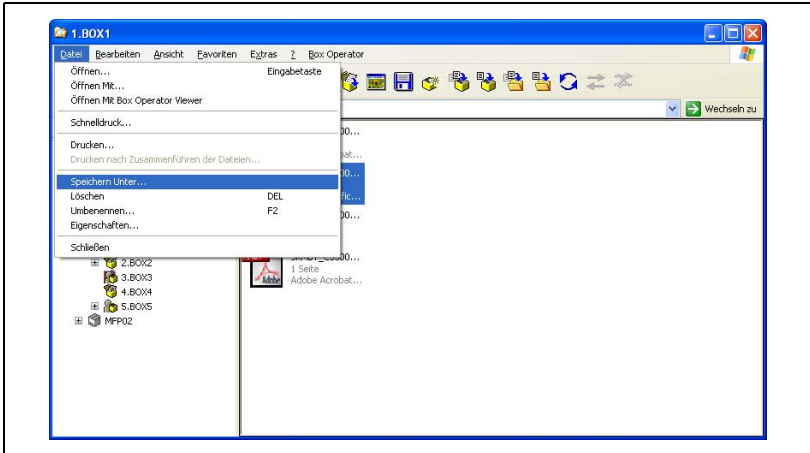 1.BOX1
Datei Bearbeiten Ansicht Favoriten Extras ? Box Operator
Öffnen... Eingabetaste
Öffnen Mit...
Öffnen Mit Box Operator Viewer
Wechseln zu
Schnelldruck...
Drucken...
Drucken nach Zusammenführen der Dateien...
Speichern Unter...
Löschen DEL
Umbenennen... F2
Eigenschaften...
Schließen
2.BOX2
3.BOX3
4.BOX4
5.BOX5
MFP02
1 Seite
Adobe Acrobat...
Adobe